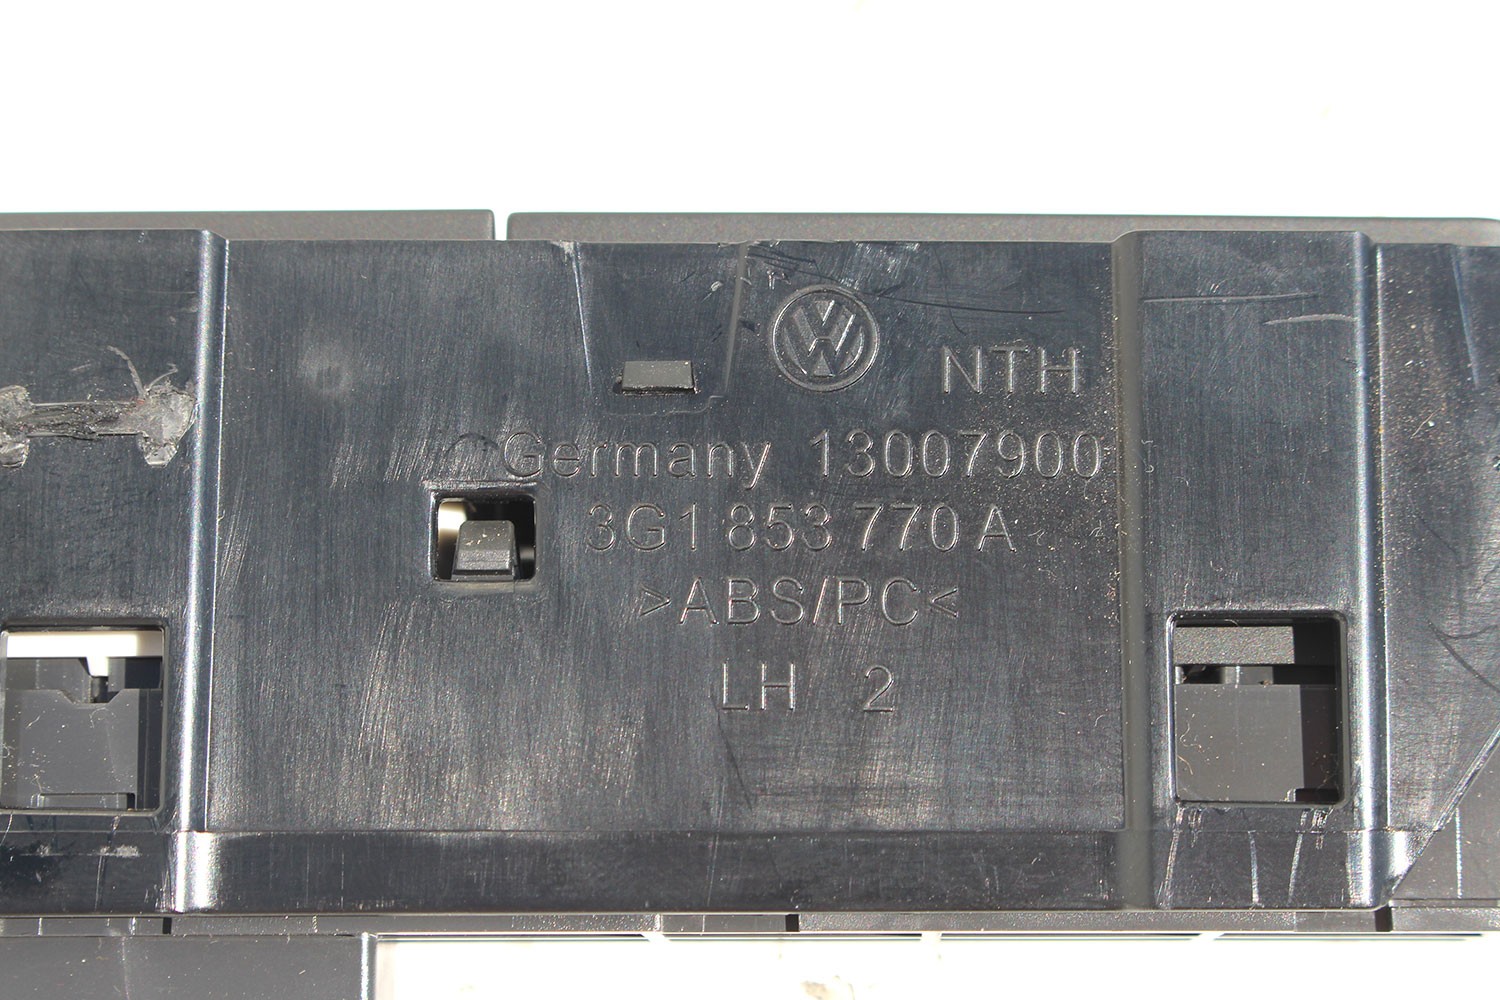 NTH
Germany 13007900
3G1 853 770 A
>ABS/PC<
LH 2